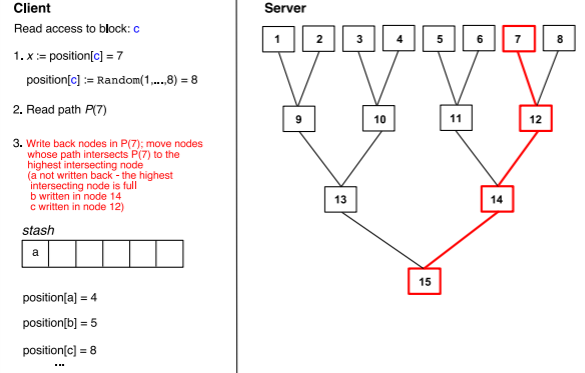 Client
Read access to block: c
1. x := position[c] = 7
position[c] := Random(1,...,8) = 8
2. Read path P(7)
3. Write back nodes in P(7); move nodes
whose path intersects P(7) to the
highest intersecting node
(a not written back - the highest
intersecting node is full
b written in node 14
c written in node 12)
stash
a
position[a] = 4
position[b] = 5
position[c] = 8
...
Server
1 2 3 4 5 6 7 8
9 10 11 12
13 14
15